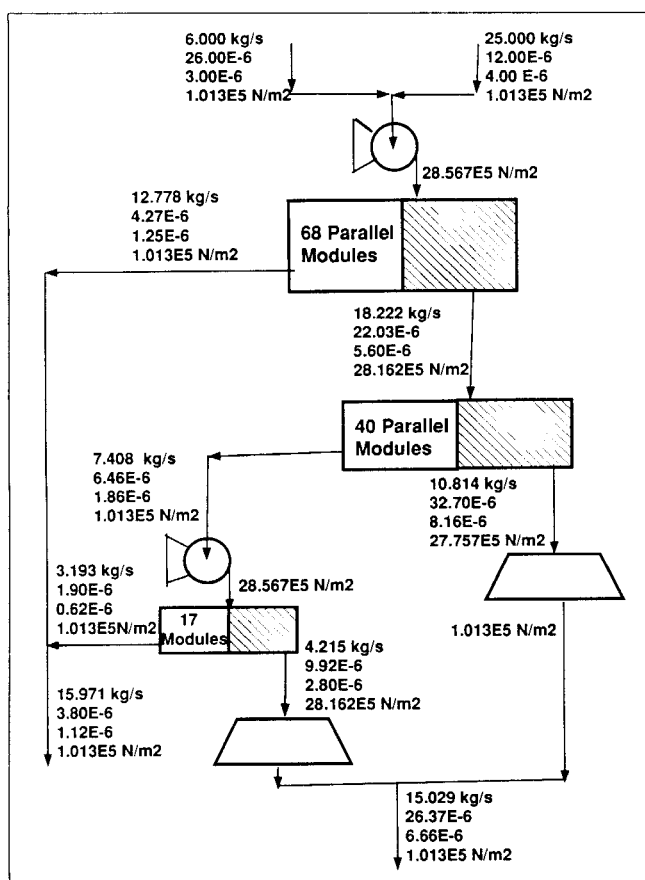 6.000 kg/s
26.00E-6
3.00E-6
1.013E5 N/m2
25.000 kg/s
12.00E-6
4.00 E-6
1.013E5 N/m2
28.567E5 N/m2
12.778 kg/s
4.27E-6
1.25E-6
1.013E5 N/m2
68 Parallel
Modules
18.222 kg/s
22.03E-6
5.60E-6
28.162E5 N/m2
40 Parallel
Modules
7.408 kg/s
6.46E-6
1.86E-6
1.013E5 N/m2
10.814 kg/s
32.70E-6
8.16E-6
27.757E5 N/m2
28.567E5 N/m2
3.193 kg/s
1.90E-6
0.62E-6
1.013E5N/m2
17
Modules
1.013E5 N/m2
4.215 kg/s
9.92E-6
2.80E-6
28.162E5 N/m2
15.971 kg/s
3.80E-6
1.12E-6
1.013E5 N/m2
15.029 kg/s
26.37E-6
6.66E-6
1.013E5 N/m2